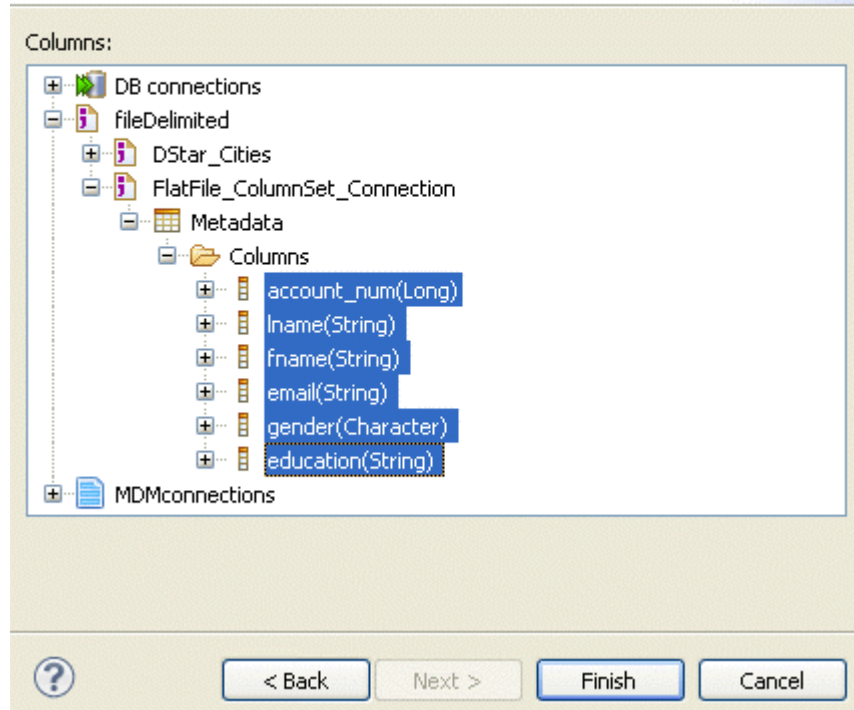 Columns:
DB connections
fileDelimited
DStar_Cities
FlatFile_ColumnSet_Connection
Metadata
Columns
account_num(Long)
lname(String)
fname(String)
email(String)
gender(Character)
education(String)
MDMconnections
? < Back Next > Finish Cancel